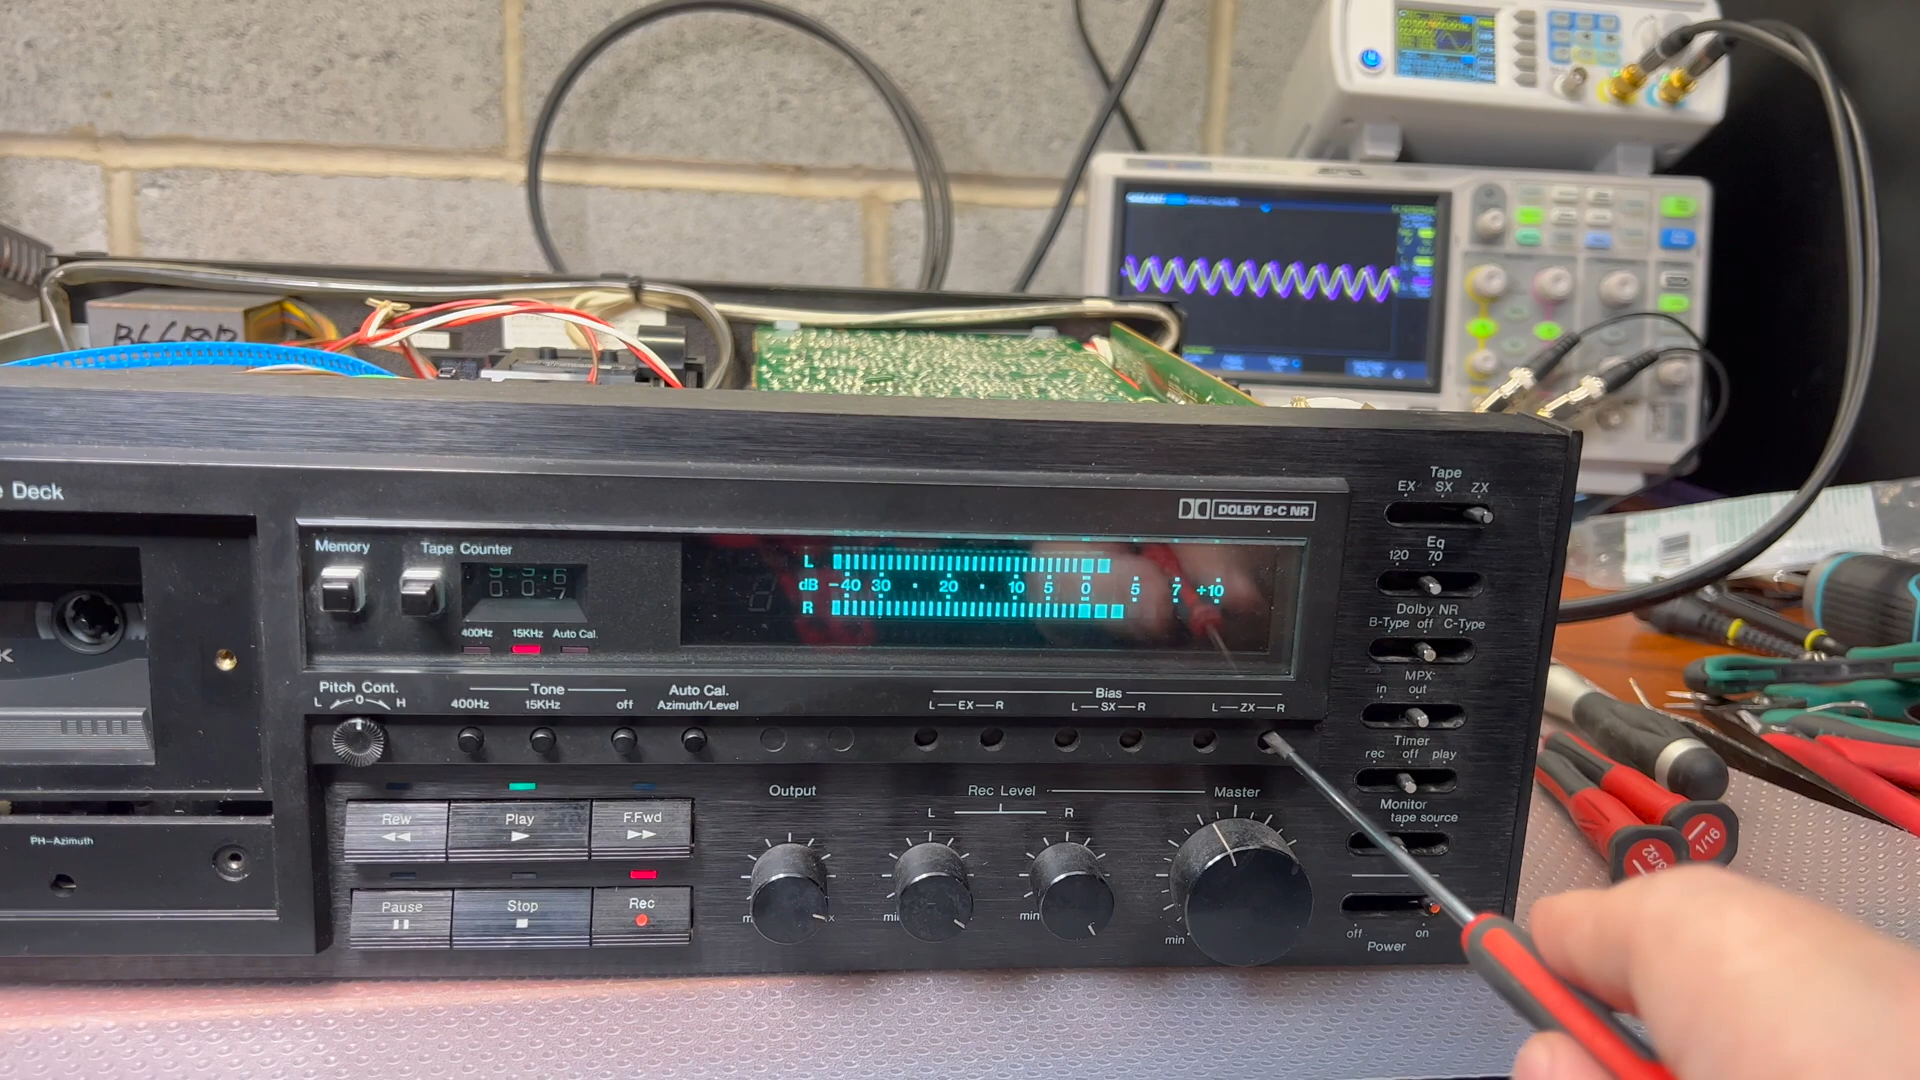 e Deck
DOLBY B·C NR
Tape
EX SX ZX
Memory
Tape Counter
L
dB -40 30 · 20 · 10 5 0 5 7 +10
R
400Hz 15KHz Auto Cal.
Eq
120 70
Dolby NR
B-Type off C-Type
MPX
in out
Timer
rec off play
Monitor
tape source
off on
Power
K
Pitch Cont.
L 0 H
Tone
400Hz 15KHz off
Auto Cal.
Azimuth/Level
Bias
L—EX—R L—SX—R L—ZX—R
Rew
Play
F.Fwd
Pause
Stop
Rec
Output
Rec Level
L R
Master
min
min
PH-Azimuth
3/32
1/16